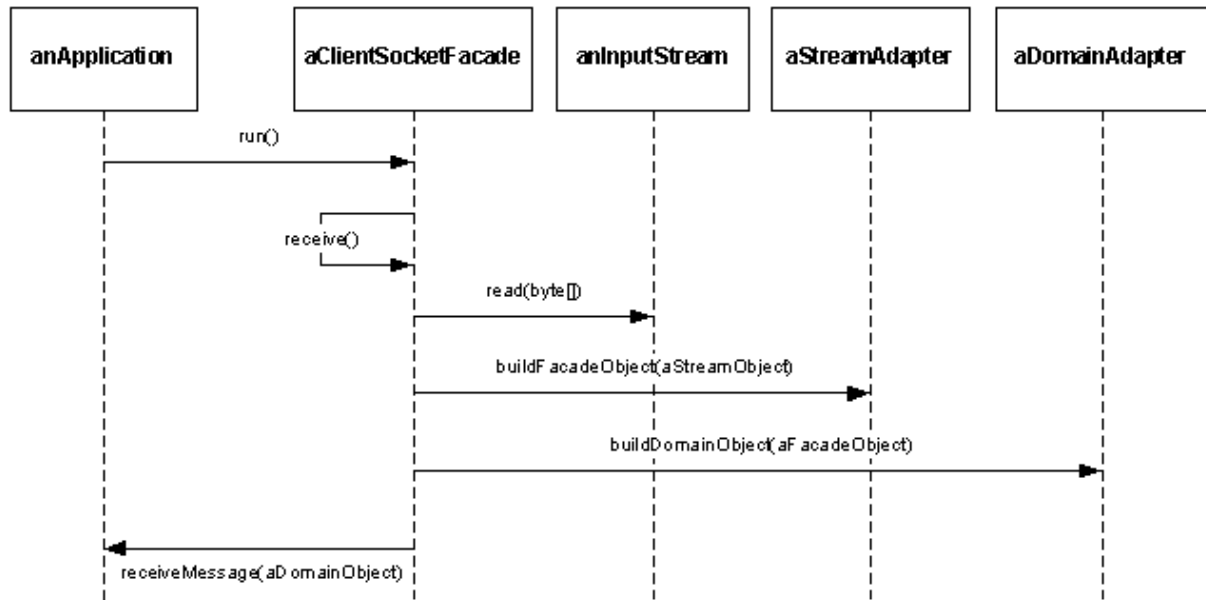 anApplication
aClientSocketFacade
anInputStream
aStreamAdapter
aDomainAdapter
run()
receive()
read(byte[])
buildFacadeObject(aStreamObject)
buildDomainObject(aFacadeObject)
receiveMessage(aDomainObject)